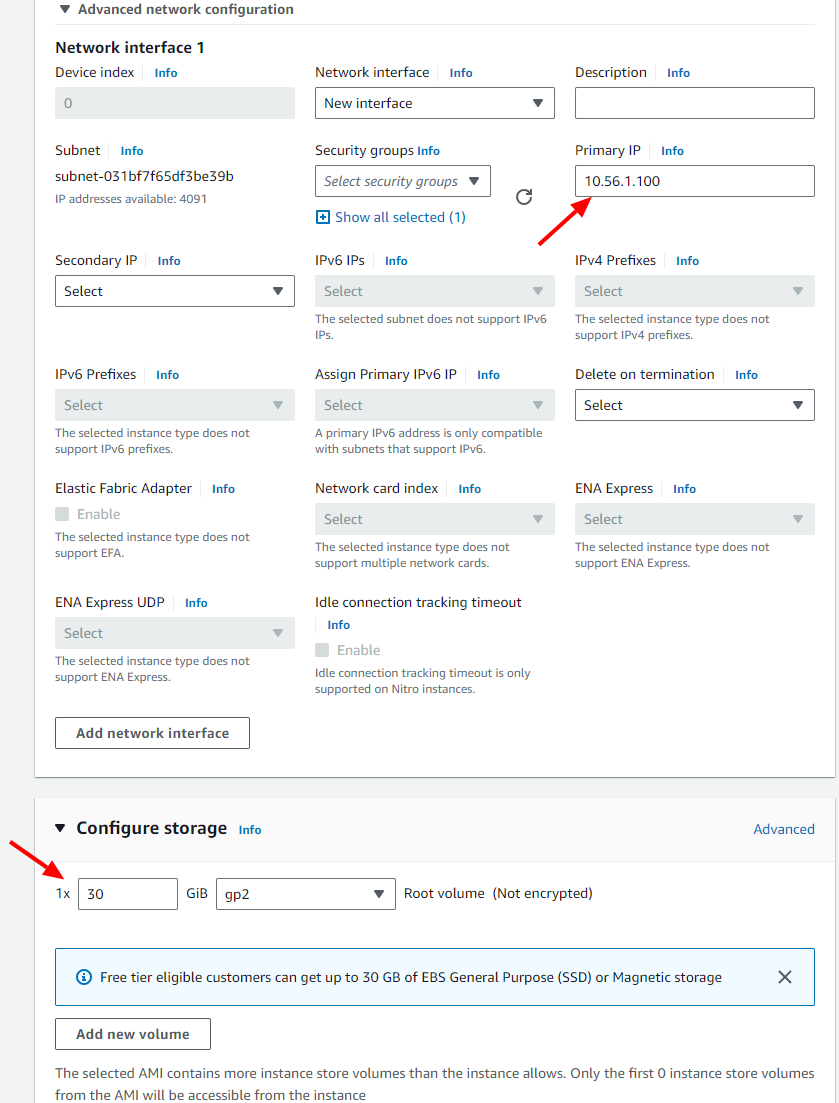 Advanced network configuration
Network interface 1
Device index Info
0
Network interface Info
New interface
Description Info
Subnet Info
subnet-031bf7f65df3be39b
IP addresses available: 4091
Security groups Info
Select security groups
Show all selected (1)
Primary IP Info
10.56.1.100
Secondary IP Info
Select
IPv6 IPs Info
Select
The selected subnet does not support IPv6
IPs.
IPv4 Prefixes Info
Select
The selected instance type does not
support IPv4 prefixes.
IPv6 Prefixes Info
Select
The selected instance type does not
support IPv6 prefixes.
Assign Primary IPv6 IP Info
Select
A primary IPv6 address is only compatible
with subnets that support IPv6.
Delete on termination Info
Select
Elastic Fabric Adapter Info
Enable
The selected instance type does not
support EFA.
Network card index Info
Select
The selected instance type does not
support multiple network cards.
ENA Express Info
Select
The selected instance type does not
support ENA Express.
ENA Express UDP Info
Select
The selected instance type does not
support ENA Express.
Idle connection tracking timeout
Info
Enable
Idle connection tracking timeout is only
supported on Nitro instances.
Add network interface
Configure storage Info Advanced
1x 30 GiB gp2 Root volume (Not encrypted)
Free tier eligible customers can get up to 30 GB of EBS General Purpose (SSD) or Magnetic storage
Add new volume
The selected AMI contains more instance store volumes than the instance allows. Only the first 0 instance store volumes
from the AMI will be accessible from the instance